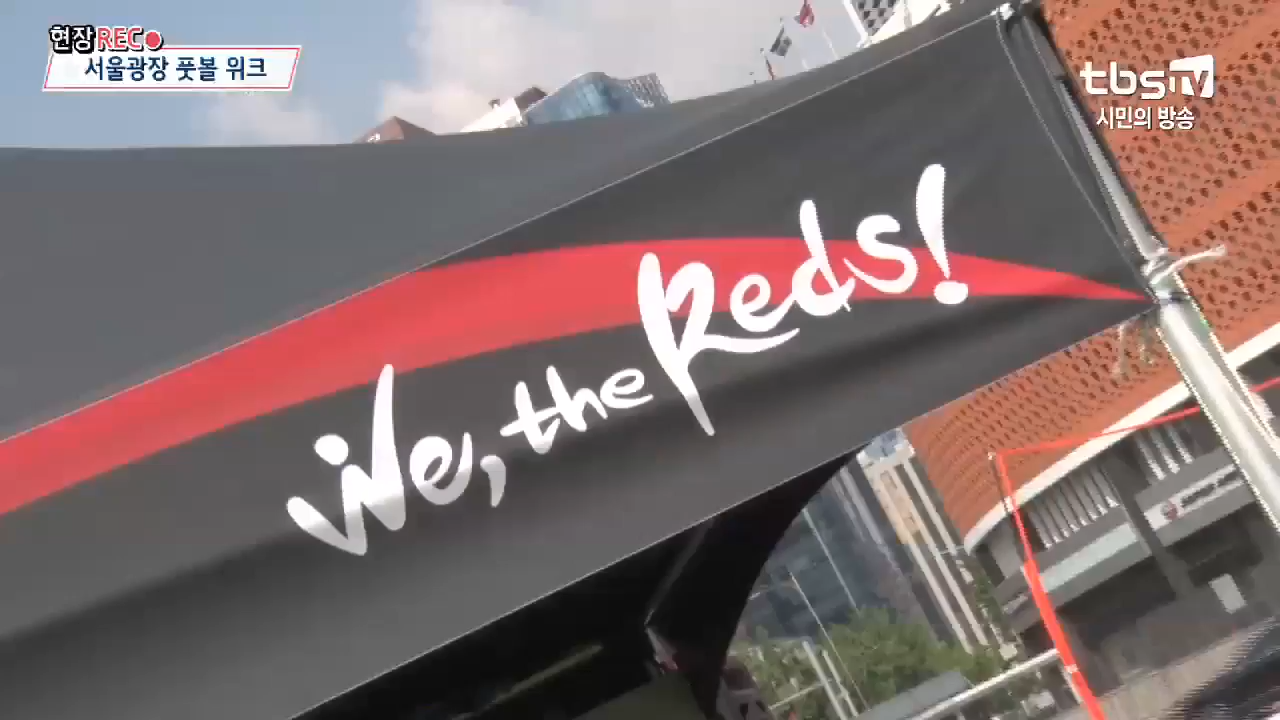 현장REC
서울광장 풋볼 위크
tbsTV
시민의 방송
We, the Reds!